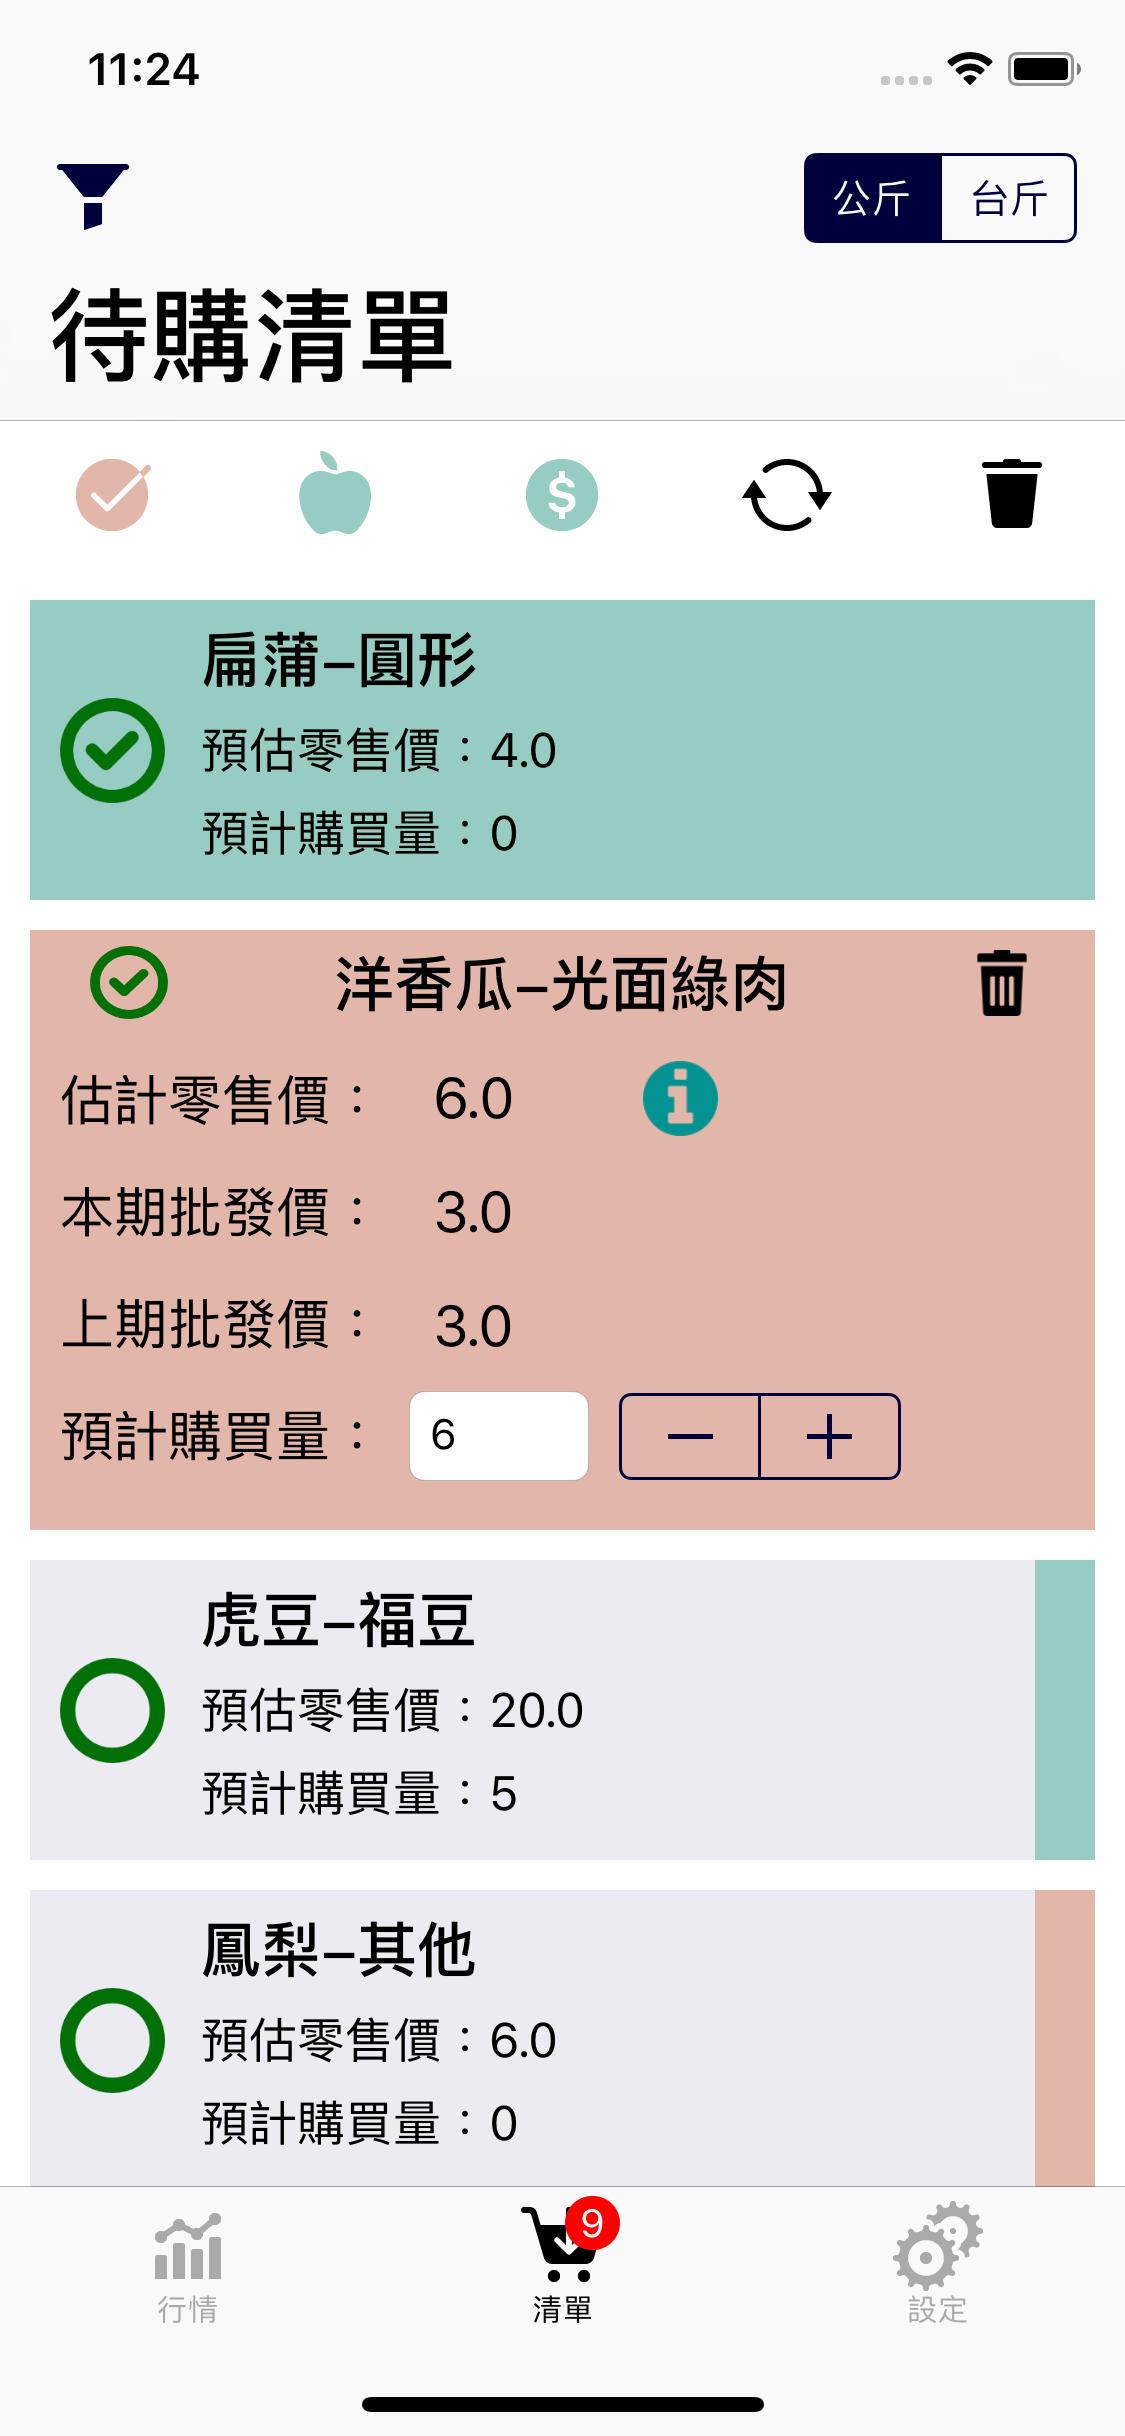 11:24
公斤 台斤
待購清單
扁蒲–圓形
預估零售價：4.0
預計購買量：0
洋香瓜–光面綠肉
估計零售價： 6.0
本期批發價： 3.0
上期批發價： 3.0
預計購買量： 6
虎豆–福豆
預估零售價：20.0
預計購買量：5
鳳梨–其他
預估零售價：6.0
預計購買量：0
9
行情 清單 設定